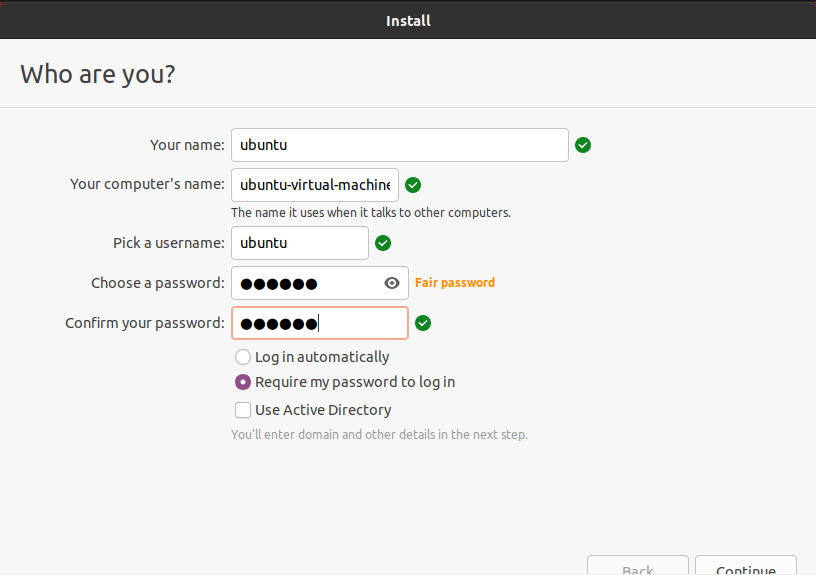 Install
Who are you?
Your name: ubuntu
Your computer's name: ubuntu-virtual-machine
The name it uses when it talks to other computers.
Pick a username: ubuntu
Choose a password: ●●●●●● Fair password
Confirm your password: ●●●●●●
Log in automatically
Require my password to log in
Use Active Directory
You'll enter domain and other details in the next step.
Back Continue